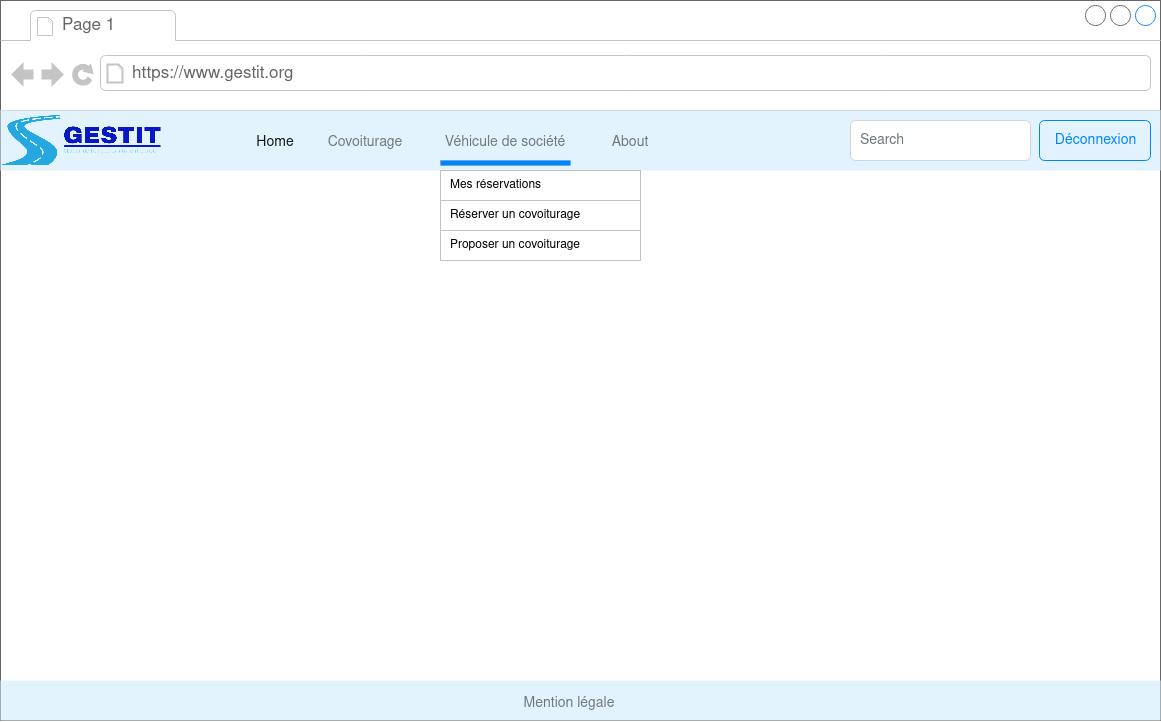 Page 1
https://www.gestit.org
GESTIT
Home
Covoiturage
Véhicule de société
About
Search
Déconnexion
Mes réservations
Réserver un covoiturage
Proposer un covoiturage
Mention légale